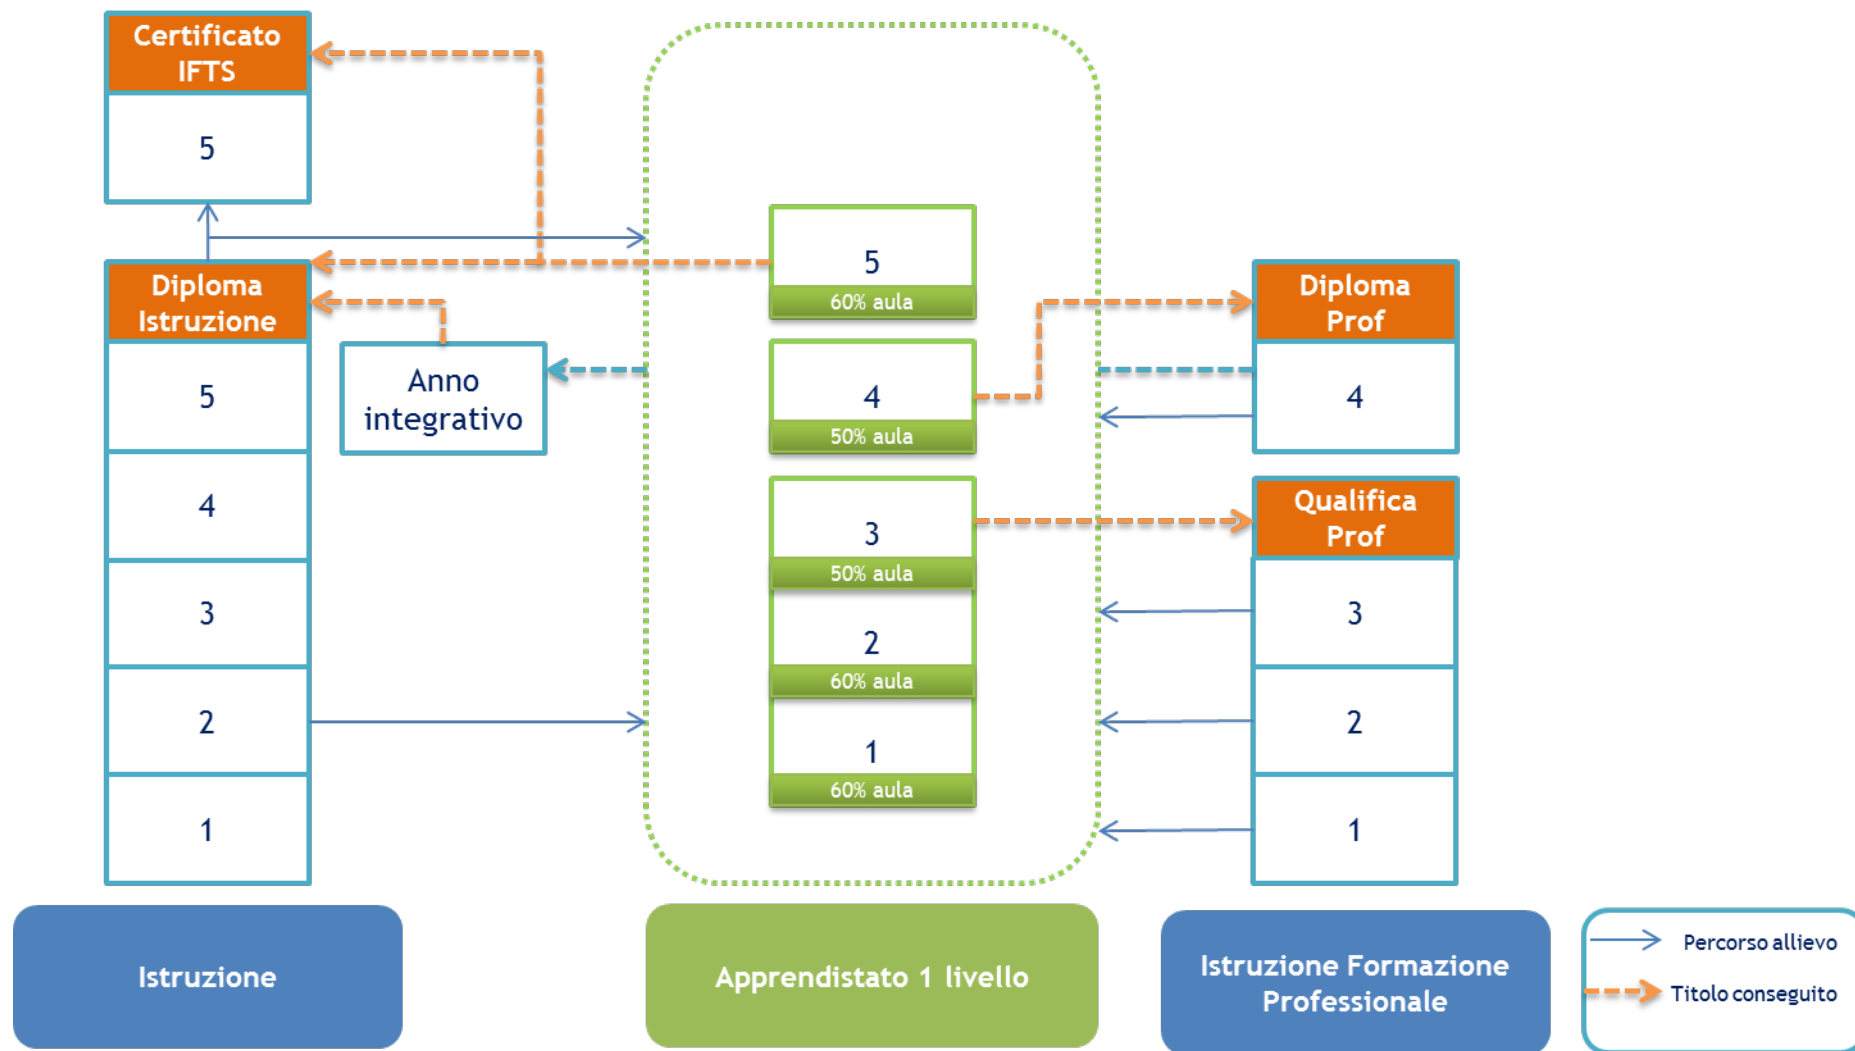 Certificato
IFTS
5
Diploma
Istruzione
5
4
3
2
1
Anno
integrativo
5
60% aula
4
50% aula
3
50% aula
2
60% aula
1
60% aula
Diploma
Prof
4
Qualifica
Prof
3
2
1
Istruzione
Apprendistato 1 livello
Istruzione Formazione
Professionale
Percorso allievo
Titolo conseguito